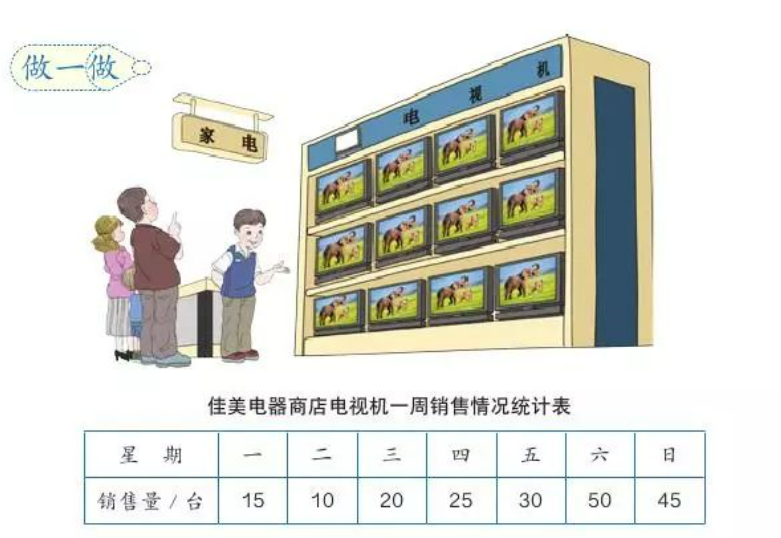 做一做
家电
电视机
佳美电器商店电视机一周销售情况统计表
星期 一 二 三 四 五 六 日
销售量/台 15 10 20 25 30 50 45